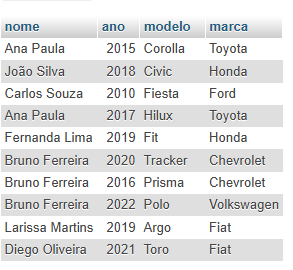 nome ano modelo marca
Ana Paula 2015 Corolla Toyota
João Silva 2018 Civic Honda
Carlos Souza 2010 Fiesta Ford
Ana Paula 2017 Hilux Toyota
Fernanda Lima 2019 Fit Honda
Bruno Ferreira 2020 Tracker Chevrolet
Bruno Ferreira 2016 Prisma Chevrolet
Bruno Ferreira 2022 Polo Volkswagen
Larissa Martins 2019 Argo Fiat
Diego Oliveira 2021 Toro Fiat